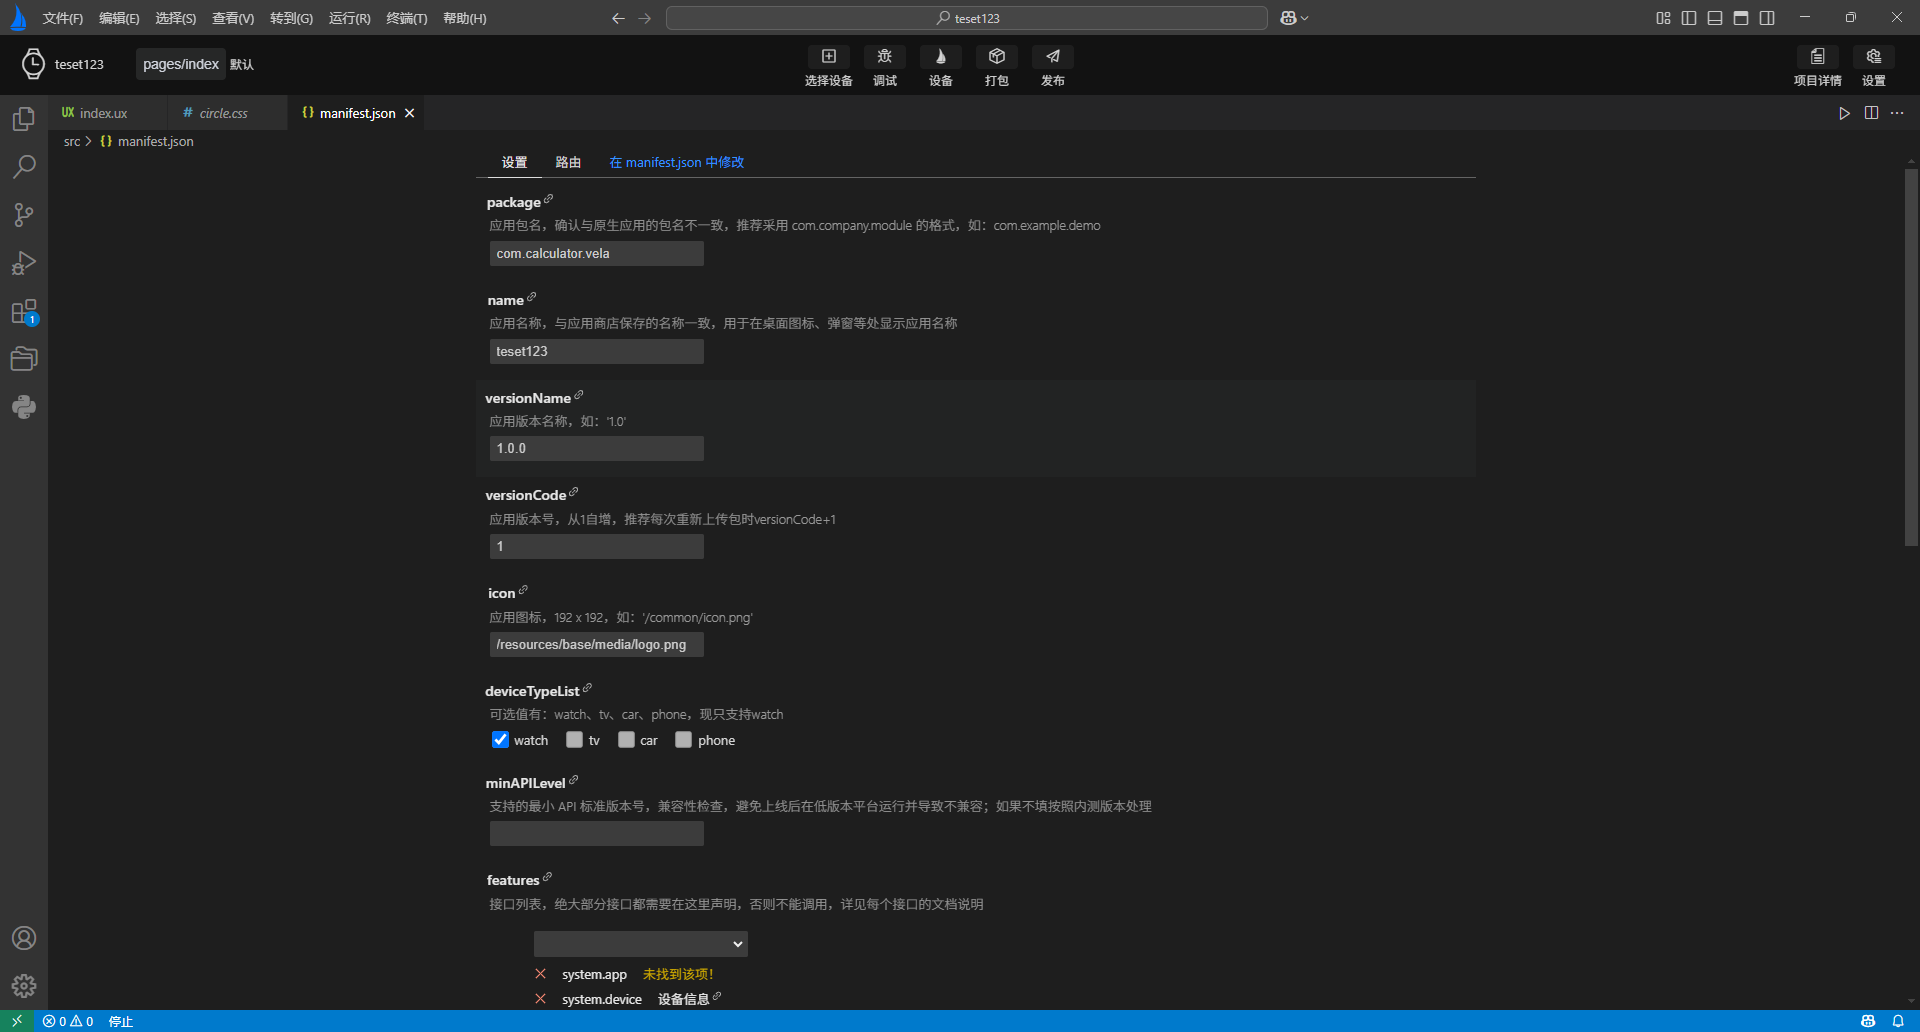 文件(F) 编辑(E) 选择(S) 查看(V) 转到(G) 运行(R) 终端(T) 帮助(H) teset123
teset123 pages/index 默认 选择设备 调试 设备 打包 发布 项目详情 设置
UX index.ux # circle.css {} manifest.json
src > {} manifest.json
设置 路由 在 manifest.json 中修改
package
应用包名，确认与原生应用的包名不一致，推荐采用 com.company.module 的格式，如：com.example.demo
com.calculator.vela
name
应用名称，与应用商店保存的名称一致，用于在桌面图标、弹窗等处显示应用名称
teset123
versionName
应用版本名称，如：'1.0'
1.0.0
versionCode
应用版本号，从1自增，推荐每次重新上传包时versionCode+1
1
icon
应用图标，192 x 192，如：'/common/icon.png'
/resources/base/media/logo.png
deviceTypeList
可选值有：watch、tv、car、phone，现只支持watch
watch tv car phone
minAPILevel
支持的最小 API 标准版本号，兼容性检查，避免上线后在低版本平台运行并导致不兼容；如果不填按照内测版本处理
features
接口列表，绝大部分接口都需要在这里声明，否则不能调用，详见每个接口的文档说明
system.app 未找到该项！
system.device 设备信息
1
0 0 停止